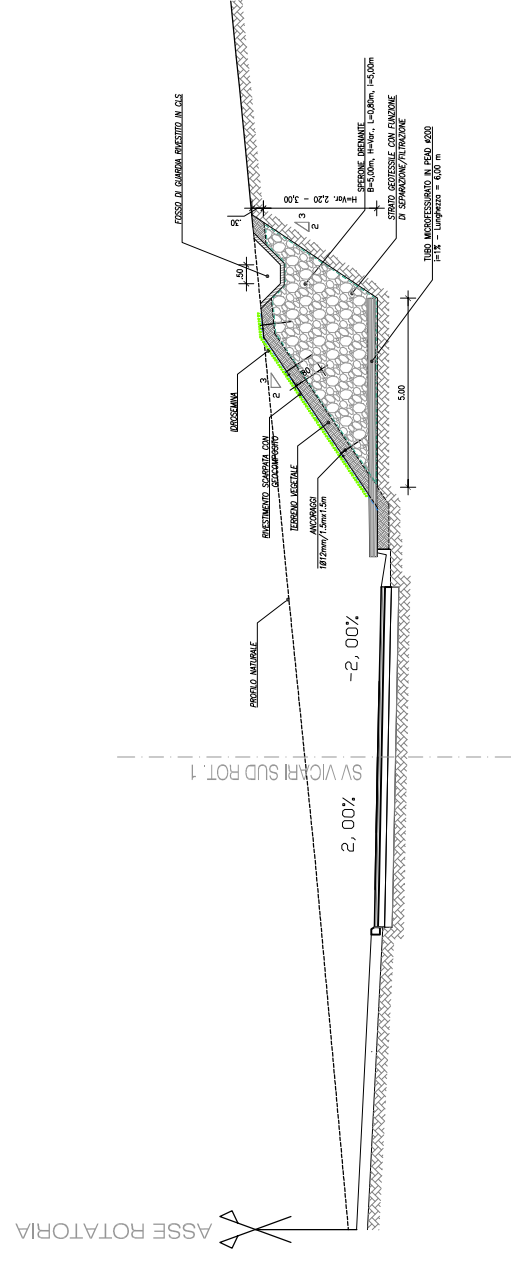 FOSSO DI GUARDIA RIVESTITO IN CLS
IDROSEMINA
RIVESTIMENTO SCARPATA CON
GEOCOMPOSITO
TERRENO VEGETALE
ANCORAGGI
1Ø12mm/1.5mx1.5m
PROFILO NATURALE
.50
.30
H=Var. 2,20 - 3,00
3
2
3
2
.80
SPERONE DRENANTE
B=5,00m, H=Var., L=0,80m, i=5,00m
STRATO GEOTESSILE CON FUNZIONE
DI SEPARAZIONE/FILTRAZIONE
TUBO MICROFESSURATO IN PEAD ø200
i=1% - Lunghezza = 6,00 m
5.00
-2,00%
2,00%
SV VICARI SUD ROT. 1
ASSE ROTATORIA